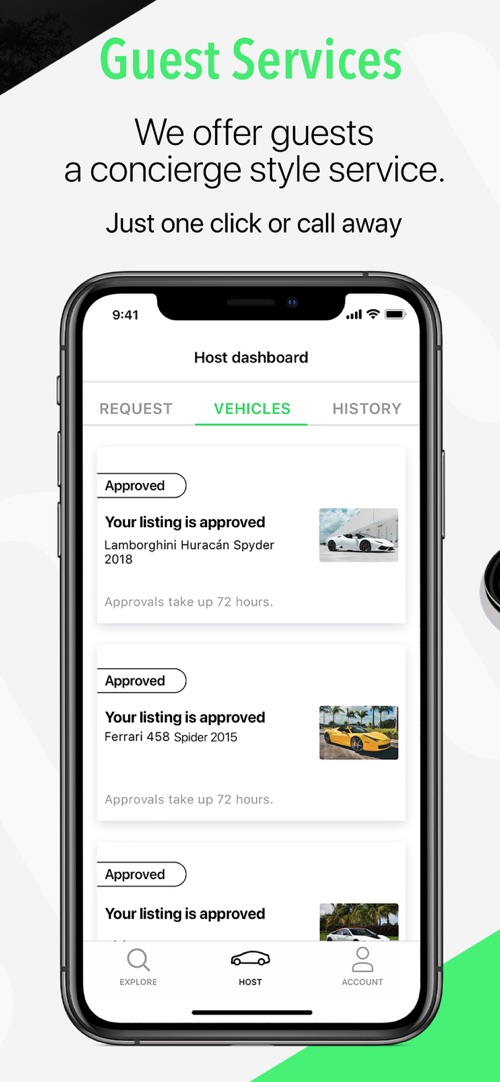 Guest Services
We offer guests
a concierge style service.
Just one click or call away
9:41
Host dashboard
REQUEST VEHICLES HISTORY
Approved
Your listing is approved
Lamborghini Huracán Spyder
2018
Approvals take up 72 hours.
Approved
Your listing is approved
Ferrari 458 Spider 2015
Approvals take up 72 hours.
Approved
Your listing is approved
EXPLORE HOST ACCOUNT